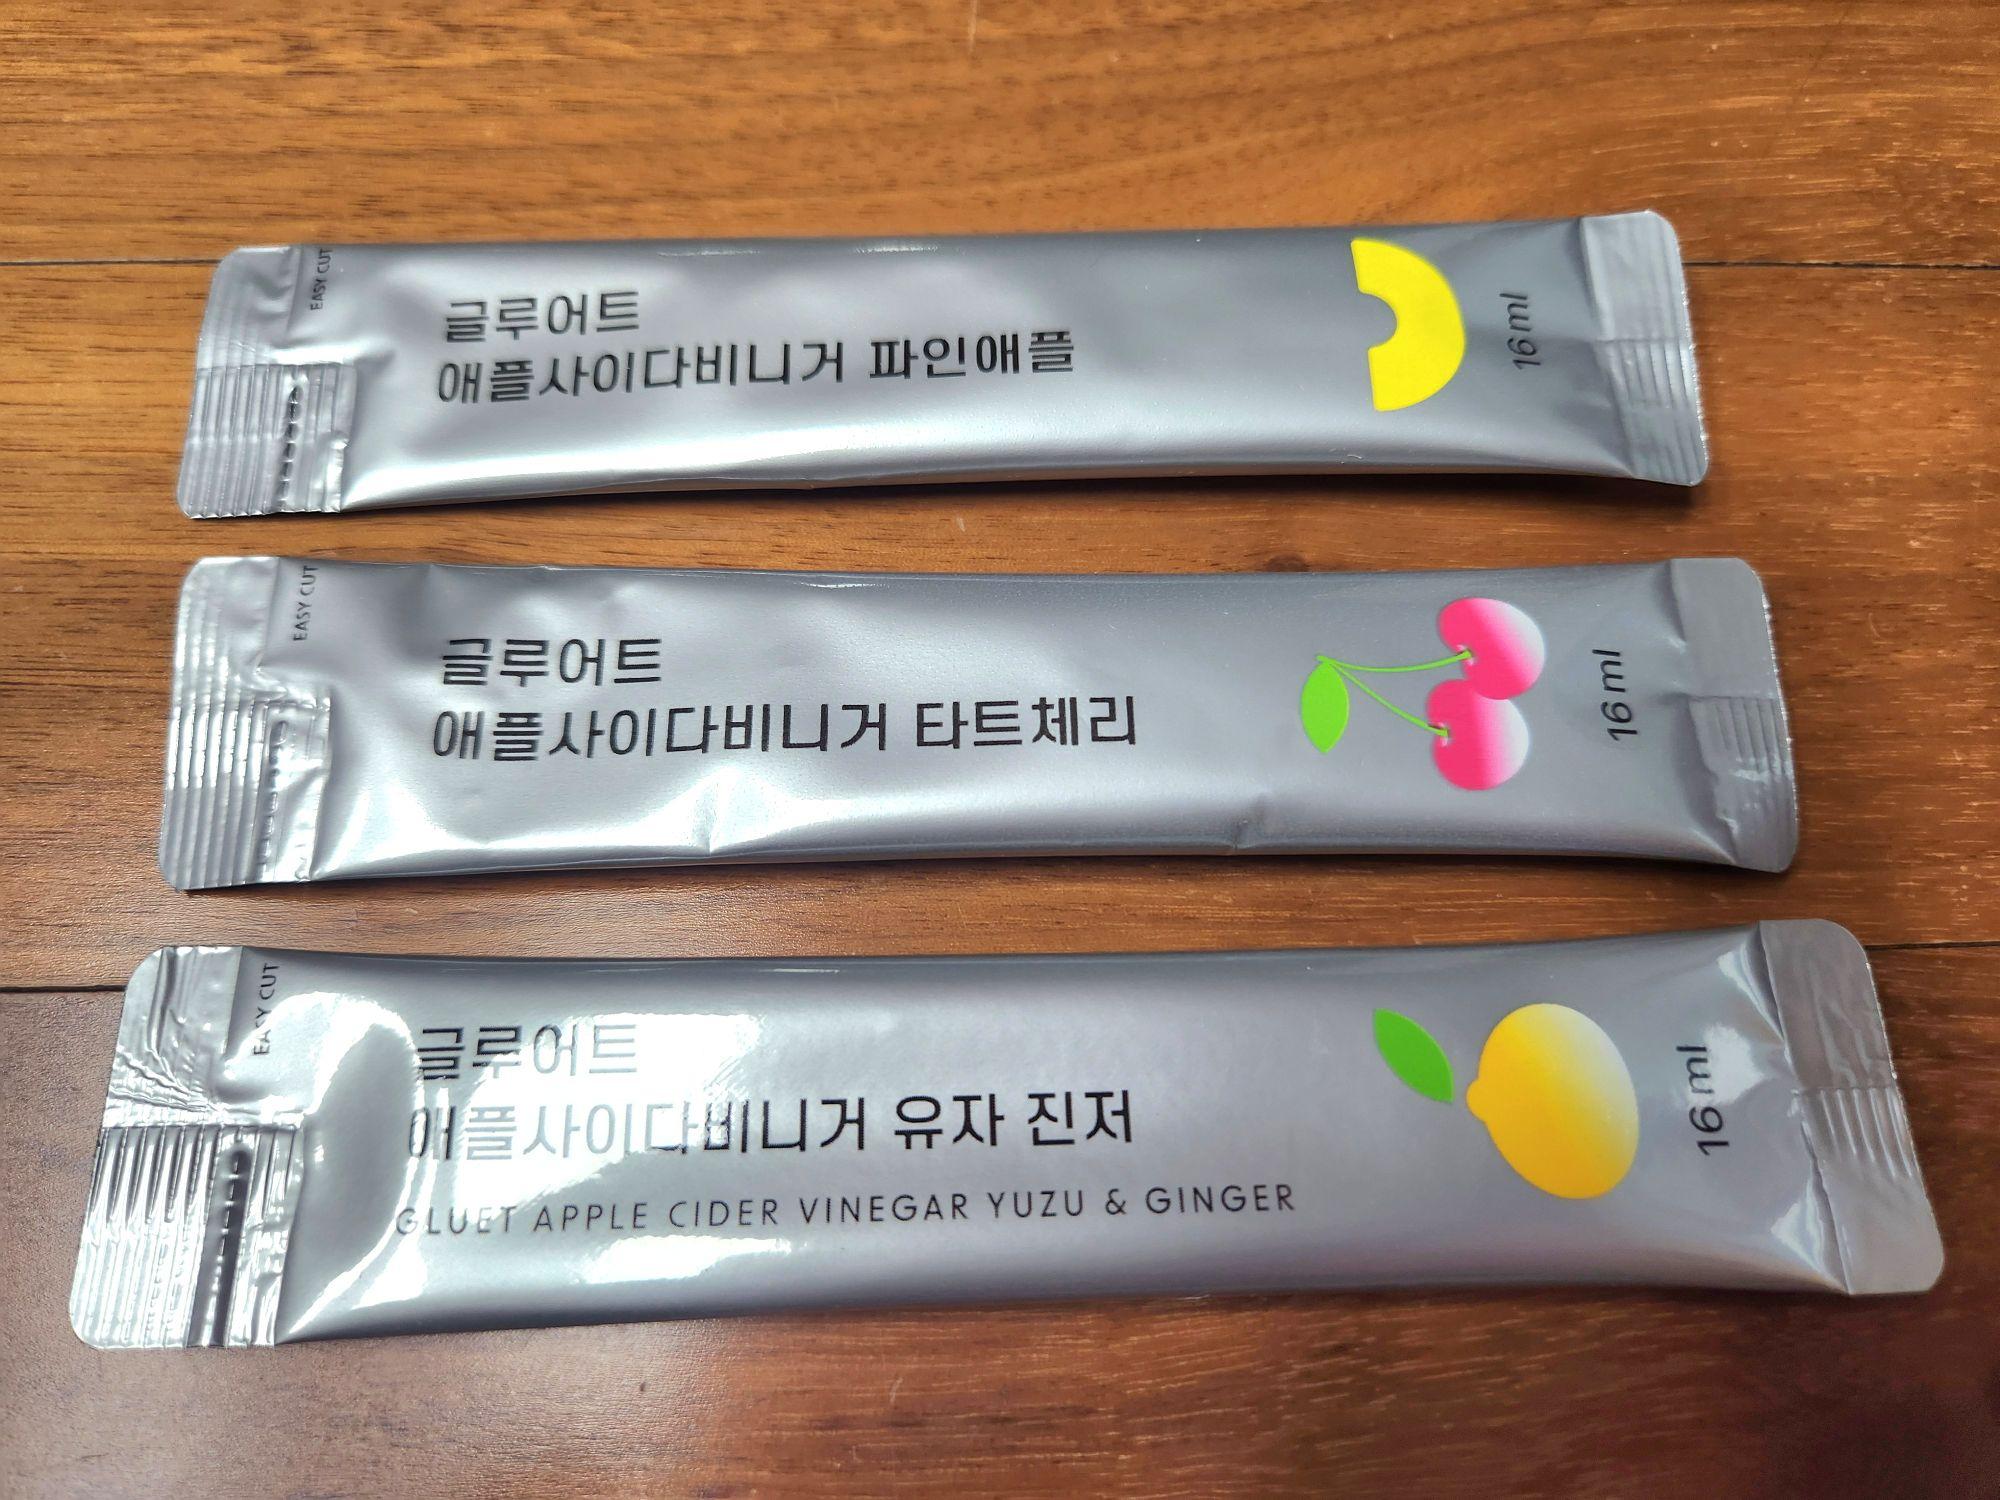 EASY CUT
글루어트
애플사이다비니거 파인애플
16ml
EASY CUT
글루어트
애플사이다비니거 타트체리
16ml
EASY CUT
글루어트
애플사이다비니거 유자 진저
GLUET APPLE CIDER VINEGAR YUZU & GINGER
16ml